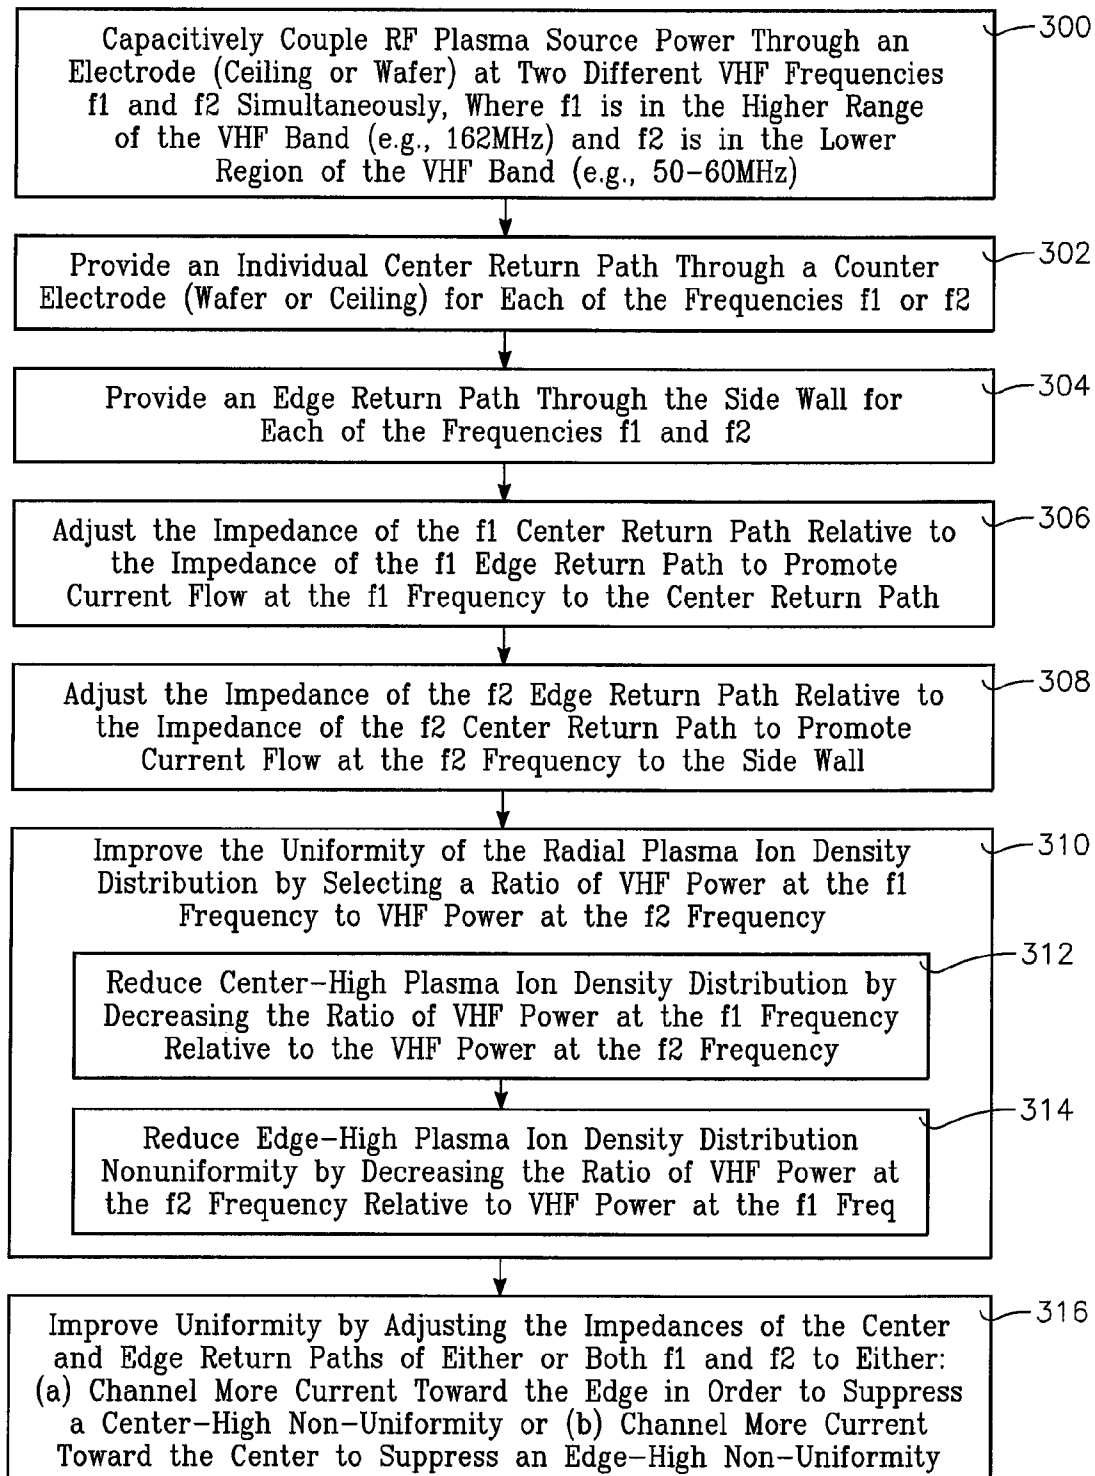 Capacitively Couple RF Plasma Source Power Through an
Electrode (Ceiling or Wafer) at Two Different VHF Frequencies
f1 and f2 Simultaneously, Where f1 is in the Higher Range
of the VHF Band (e.g., 162MHz) and f2 is in the Lower
Region of the VHF Band (e.g., 50-60MHz)
300
Provide an Individual Center Return Path Through a Counter
Electrode (Wafer or Ceiling) for Each of the Frequencies f1 or f2
302
Provide an Edge Return Path Through the Side Wall for
Each of the Frequencies f1 and f2
304
Adjust the Impedance of the f1 Center Return Path Relative to
the Impedance of the f1 Edge Return Path to Promote
Current Flow at the f1 Frequency to the Center Return Path
306
Adjust the Impedance of the f2 Edge Return Path Relative to
the Impedance of the f2 Center Return Path to Promote
Current Flow at the f2 Frequency to the Side Wall
308
Improve the Uniformity of the Radial Plasma Ion Density
Distribution by Selecting a Ratio of VHF Power at the f1
Frequency to VHF Power at the f2 Frequency
310
Reduce Center-High Plasma Ion Density Distribution by
Decreasing the Ratio of VHF Power at the f1 Frequency
Relative to the VHF Power at the f2 Frequency
312
Reduce Edge-High Plasma Ion Density Distribution
Nonuniformity by Decreasing the Ratio of VHF Power at
the f2 Frequency Relative to VHF Power at the f1 Freq
314
Improve Uniformity by Adjusting the Impedances of the Center
and Edge Return Paths of Either or Both f1 and f2 to Either:
(a) Channel More Current Toward the Edge in Order to Suppress
a Center-High Non-Uniformity or (b) Channel More Current
Toward the Center to Suppress an Edge-High Non-Uniformity
316